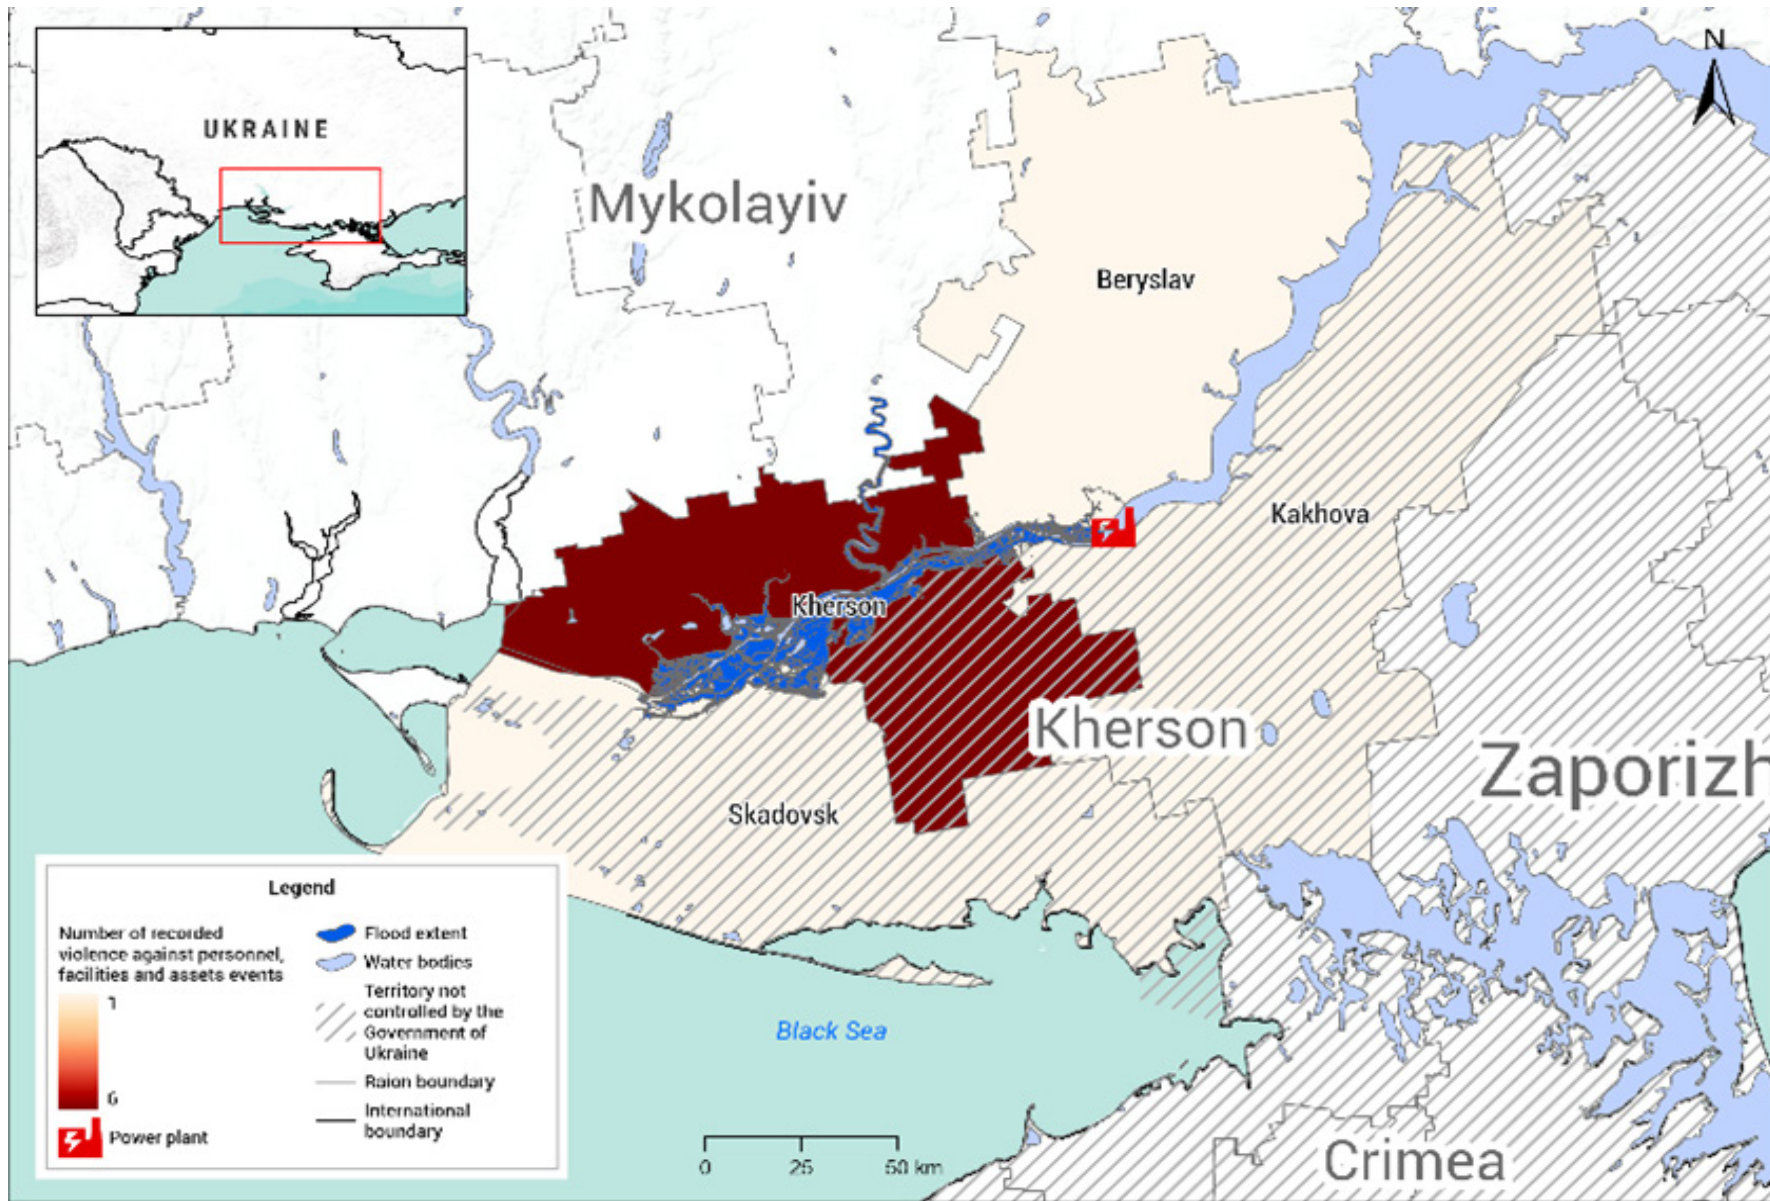 UKRAINE
N
Mykolayiv
Beryslav
Kakhova
Kherson
Kherson
Zaporizh
Skadovsk
Black Sea
Crimea
Legend
Number of recorded
violence against personnel,
facilities and assets events
1
6
Power plant
Flood extent
Water bodies
Territory not
controlled by the
Government of
Ukraine
Raion boundary
International
boundary
0 25 50 km